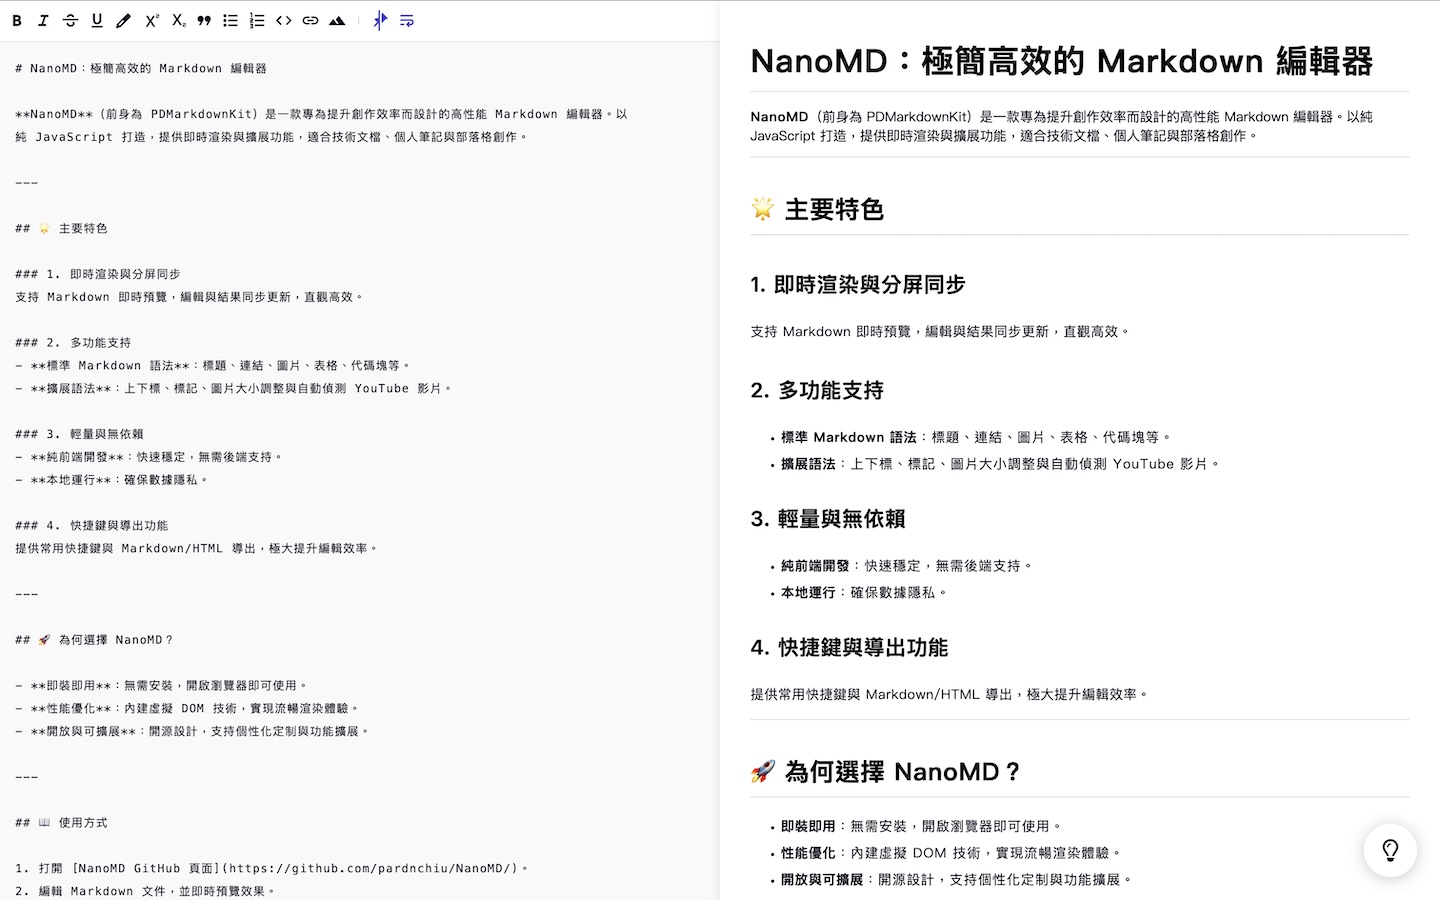 # NanoMD：極簡高效的 Markdown 編輯器
**NanoMD**（前身為 PDMarkdownKit）是一款專為提升創作效率而設計的高性能 Markdown 編輯器。以
純 JavaScript 打造，提供即時渲染與擴展功能，適合技術文檔、個人筆記與部落格創作。
---
## 🌟 主要特色
### 1. 即時渲染與分屏同步
支持 Markdown 即時預覽，編輯與結果同步更新，直觀高效。
### 2. 多功能支持
- **標準 Markdown 語法**：標題、連結、圖片、表格、代碼塊等。
- **擴展語法**：上下標、標記、圖片大小調整與自動偵測 YouTube 影片。
### 3. 輕量與無依賴
- **純前端開發**：快速穩定，無需後端支持。
- **本地運行**：確保數據隱私。
### 4. 快捷鍵與導出功能
提供常用快捷鍵與 Markdown/HTML 導出，極大提升編輯效率。
---
## 🚀 為何選擇 NanoMD？
- **即裝即用**：無需安裝，開啟瀏覽器即可使用。
- **性能優化**：內建虛擬 DOM 技術，實現流暢渲染體驗。
- **開放與可擴展**：開源設計，支持個性化定制與功能擴展。
---
## 📖 使用方式
1. 打開 [NanoMD GitHub 頁面](https://github.com/pardnchiu/NanoMD/)。
2. 編輯 Markdown 文件，並即時預覽效果。
NanoMD：極簡高效的 Markdown 編輯器
NanoMD（前身為 PDMarkdownKit）是一款專為提升創作效率而設計的高性能 Markdown 編輯器。以純
JavaScript 打造，提供即時渲染與擴展功能，適合技術文檔、個人筆記與部落格創作。
🌟 主要特色
1. 即時渲染與分屏同步
支持 Markdown 即時預覽，編輯與結果同步更新，直觀高效。
2. 多功能支持
• 標準 Markdown 語法：標題、連結、圖片、表格、代碼塊等。
• 擴展語法：上下標、標記、圖片大小調整與自動偵測 YouTube 影片。
3. 輕量與無依賴
• 純前端開發：快速穩定，無需後端支持。
• 本地運行：確保數據隱私。
4. 快捷鍵與導出功能
提供常用快捷鍵與 Markdown/HTML 導出，極大提升編輯效率。
🚀 為何選擇 NanoMD？
• 即裝即用：無需安裝，開啟瀏覽器即可使用。
• 性能優化：內建虛擬 DOM 技術，實現流暢渲染體驗。
• 開放與可擴展：開源設計，支持個性化定制與功能擴展。